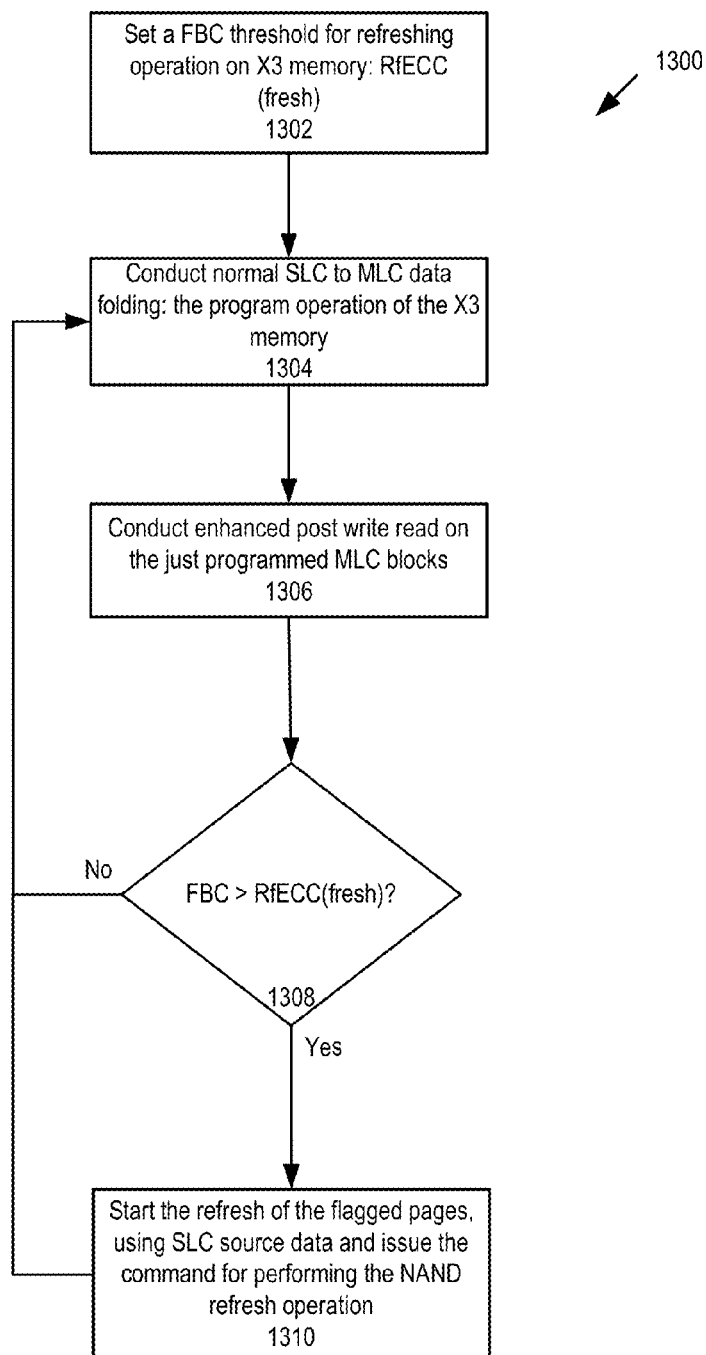 Set a FBC threshold for refreshing
operation on X3 memory: RfECC
(fresh)
1302
1300
Conduct normal SLC to MLC data
folding: the program operation of the X3
memory
1304
Conduct enhanced post write read on
the just programmed MLC blocks
1306
No
FBC > RfECC(fresh)?
1308
Yes
Start the refresh of the flagged pages,
using SLC source data and issue the
command for performing the NAND
refresh operation
1310